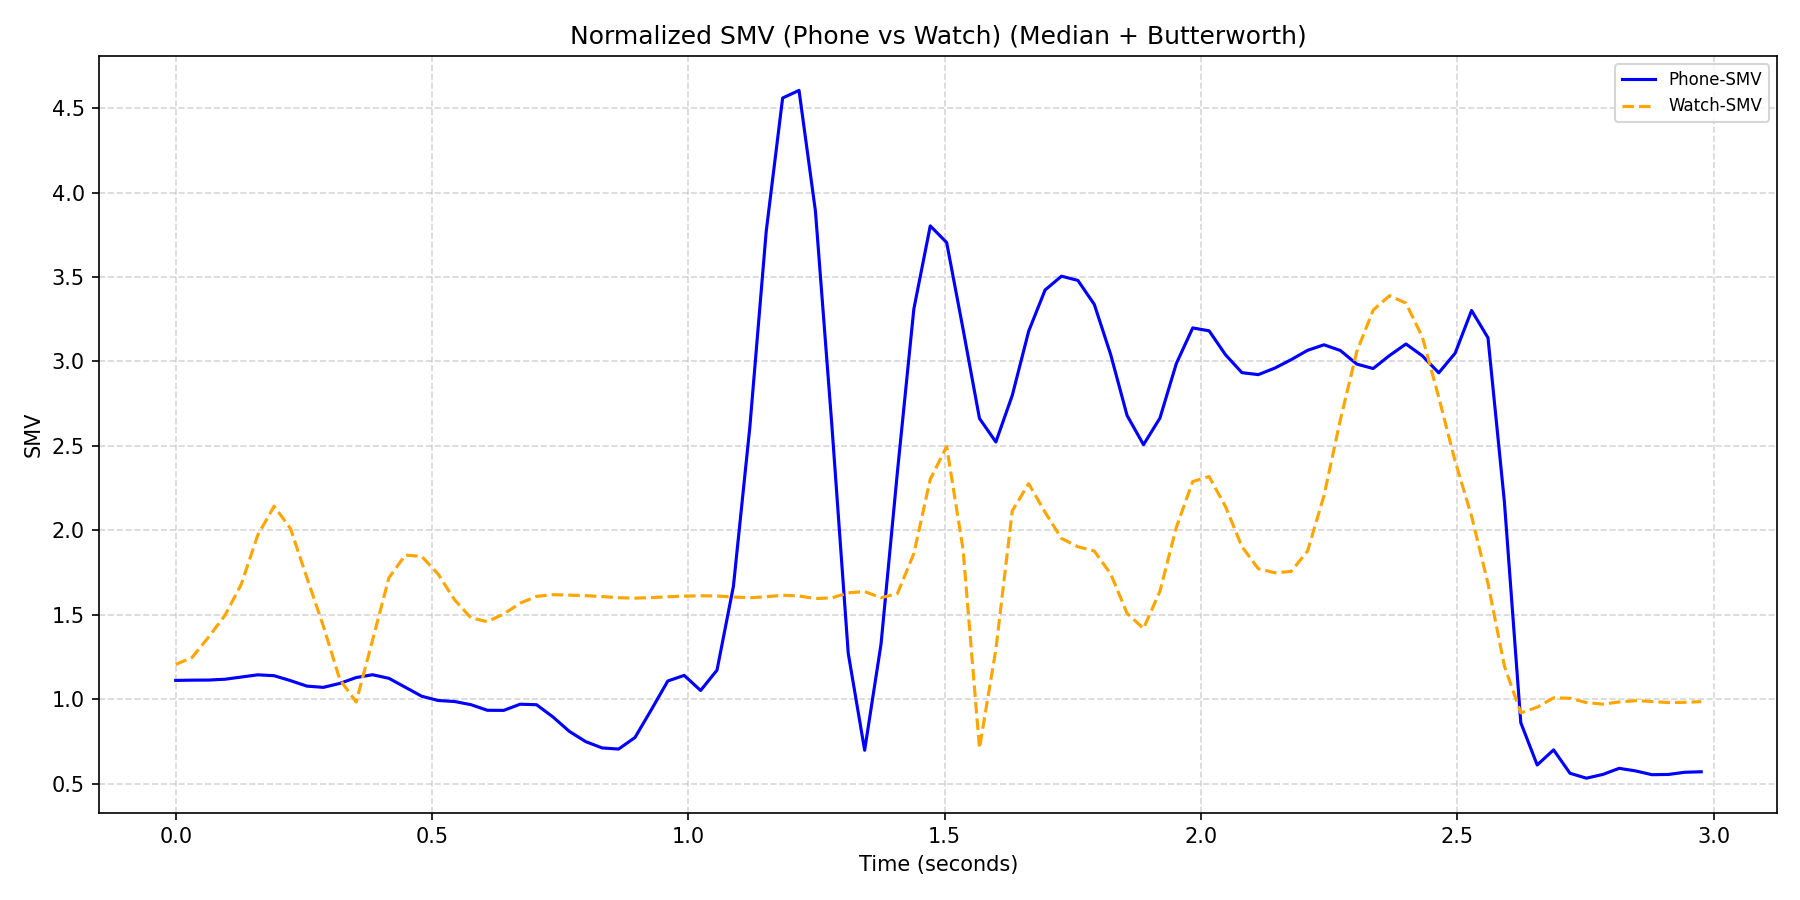 Normalized SMV (Phone vs Watch) (Median + Butterworth)
Phone-SMV
Watch-SMV
SMV
4.5
4.0
3.5
3.0
2.5
2.0
1.5
1.0
0.5
0.0 0.5 1.0 1.5 2.0 2.5 3.0
Time (seconds)